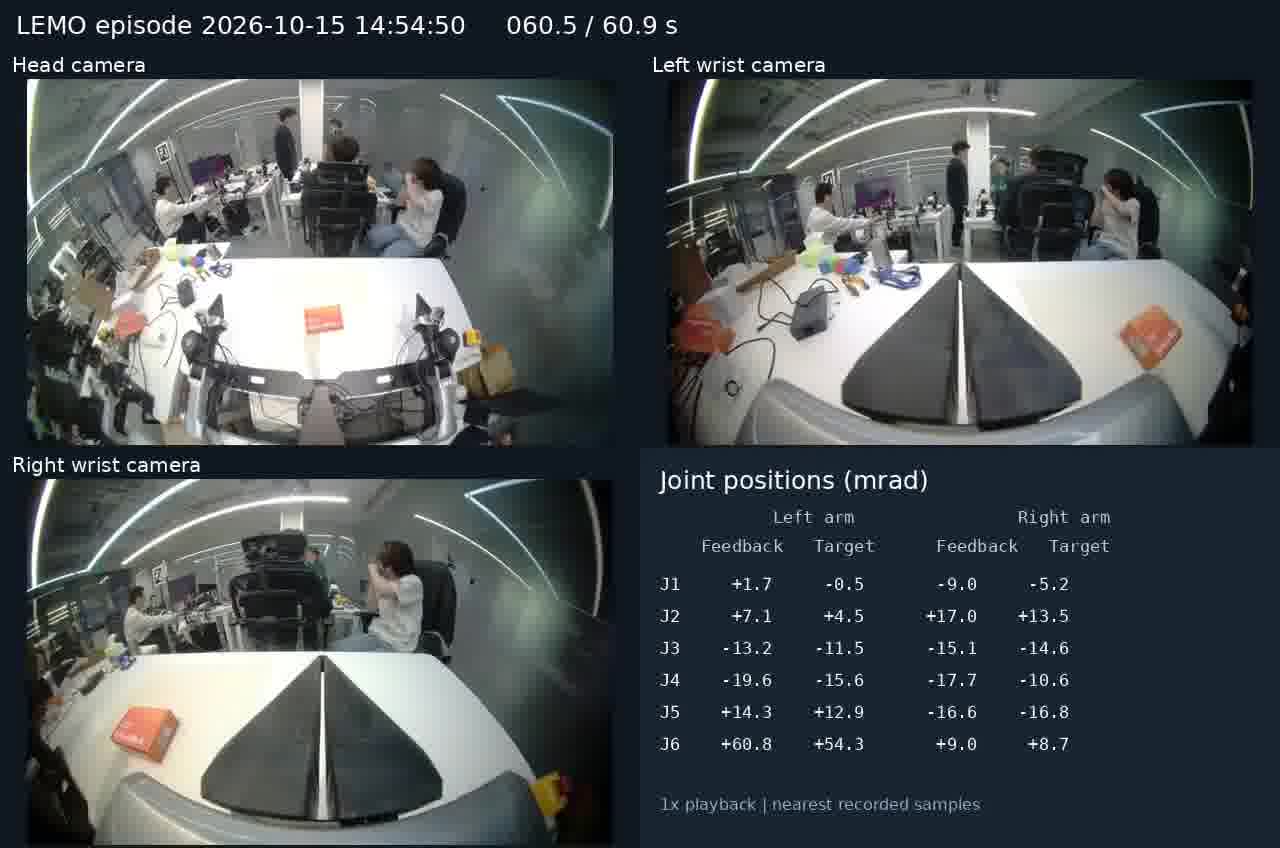 LEMO episode 2026-10-15 14:54:50 060.5 / 60.9 s
Head camera
Left wrist camera
Right wrist camera
Joint positions (mrad)
Left arm Right arm
Feedback Target Feedback Target
J1 +1.7 -0.5 -9.0 -5.2
J2 +7.1 +4.5 +17.0 +13.5
J3 -13.2 -11.5 -15.1 -14.6
J4 -19.6 -15.6 -17.7 -10.6
J5 +14.3 +12.9 -16.6 -16.8
J6 +60.8 +54.3 +9.0 +8.7
1x playback | nearest recorded samples